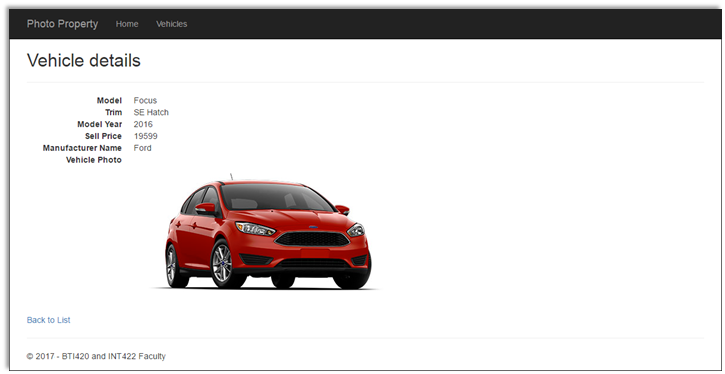 Photo Property Home Vehicles
Vehicle details
Model Focus
Trim SE Hatch
Model Year 2016
Sell Price 19599
Manufacturer Name Ford
Vehicle Photo
Back to List
© 2017 - BTI420 and INT422 Faculty